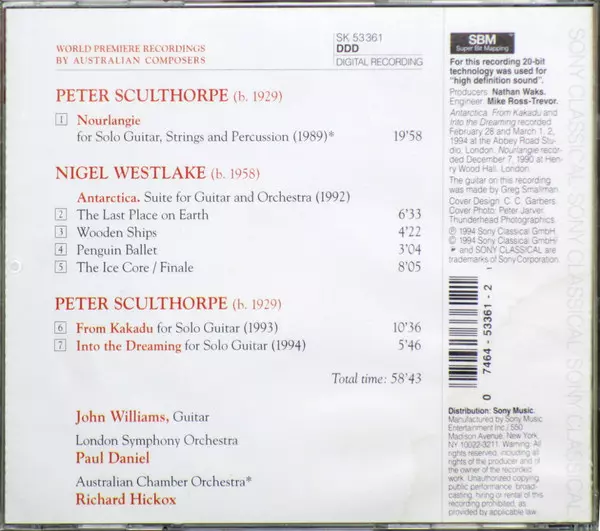 WORLD PREMIERE RECORDINGS
BY AUSTRALIAN COMPOSERS
SK 53361
DDD
DIGITAL RECORDING
PETER SCULTHORPE (b. 1929)
1 Nourlangie
for Solo Guitar, Strings and Percussion (1989)* 19'58
NIGEL WESTLAKE (b. 1958)
Antarctica. Suite for Guitar and Orchestra (1992)
2 The Last Place on Earth 6'33
3 Wooden Ships 4'22
4 Penguin Ballet 3'04
5 The Ice Core / Finale 8'05
PETER SCULTHORPE (b. 1929)
6 From Kakadu for Solo Guitar (1993) 10'36
7 Into the Dreaming for Solo Guitar (1994) 5'46
Total time: 58'43
John Williams, Guitar
London Symphony Orchestra
Paul Daniel
Australian Chamber Orchestra*
Richard Hickox
SBM
Super Bit Mapping
For this recording 20-bit
technology was used for
"high definition sound".
Producers: Nathan Waks.
Engineer: Mike Ross-Trevor.
Antarctica, From Kakadu and
Into the Dreaming recorded
February 28 and March 1, 2,
1994 at the Abbey Road Stu-
dio, London. Nourlangie recor-
ded December 7, 1990 at Hen-
ry Wood Hall, London.
The guitar on this recording
was made by Greg Smallman.
Cover Design: C. C. Garbers.
Cover Photo: Peter Jarver,
Thunderhead Photographics.
℗ 1994 Sony Classical GmbH
© 1994 Sony Classical GmbH/
and SONY CLASSICAL are
trademarks of Sony Corporation.
0 7464-53361-2 1
Distribution: Sony Music.
Manufactured by Sony Music
Entertainment Inc./ 550
Madison Avenue, New York,
NY 10022-3211. Warning: All
rights reserved, including all
rights of the producer and of
the owner of the recorded
work. Unauthorized copying,
public performance, broad-
casting, hiring or rental of this
recording prohibited, as
provided by applicable law.
SONY CLASSICAL SONY CLASSICAL SONY CLASSICAL